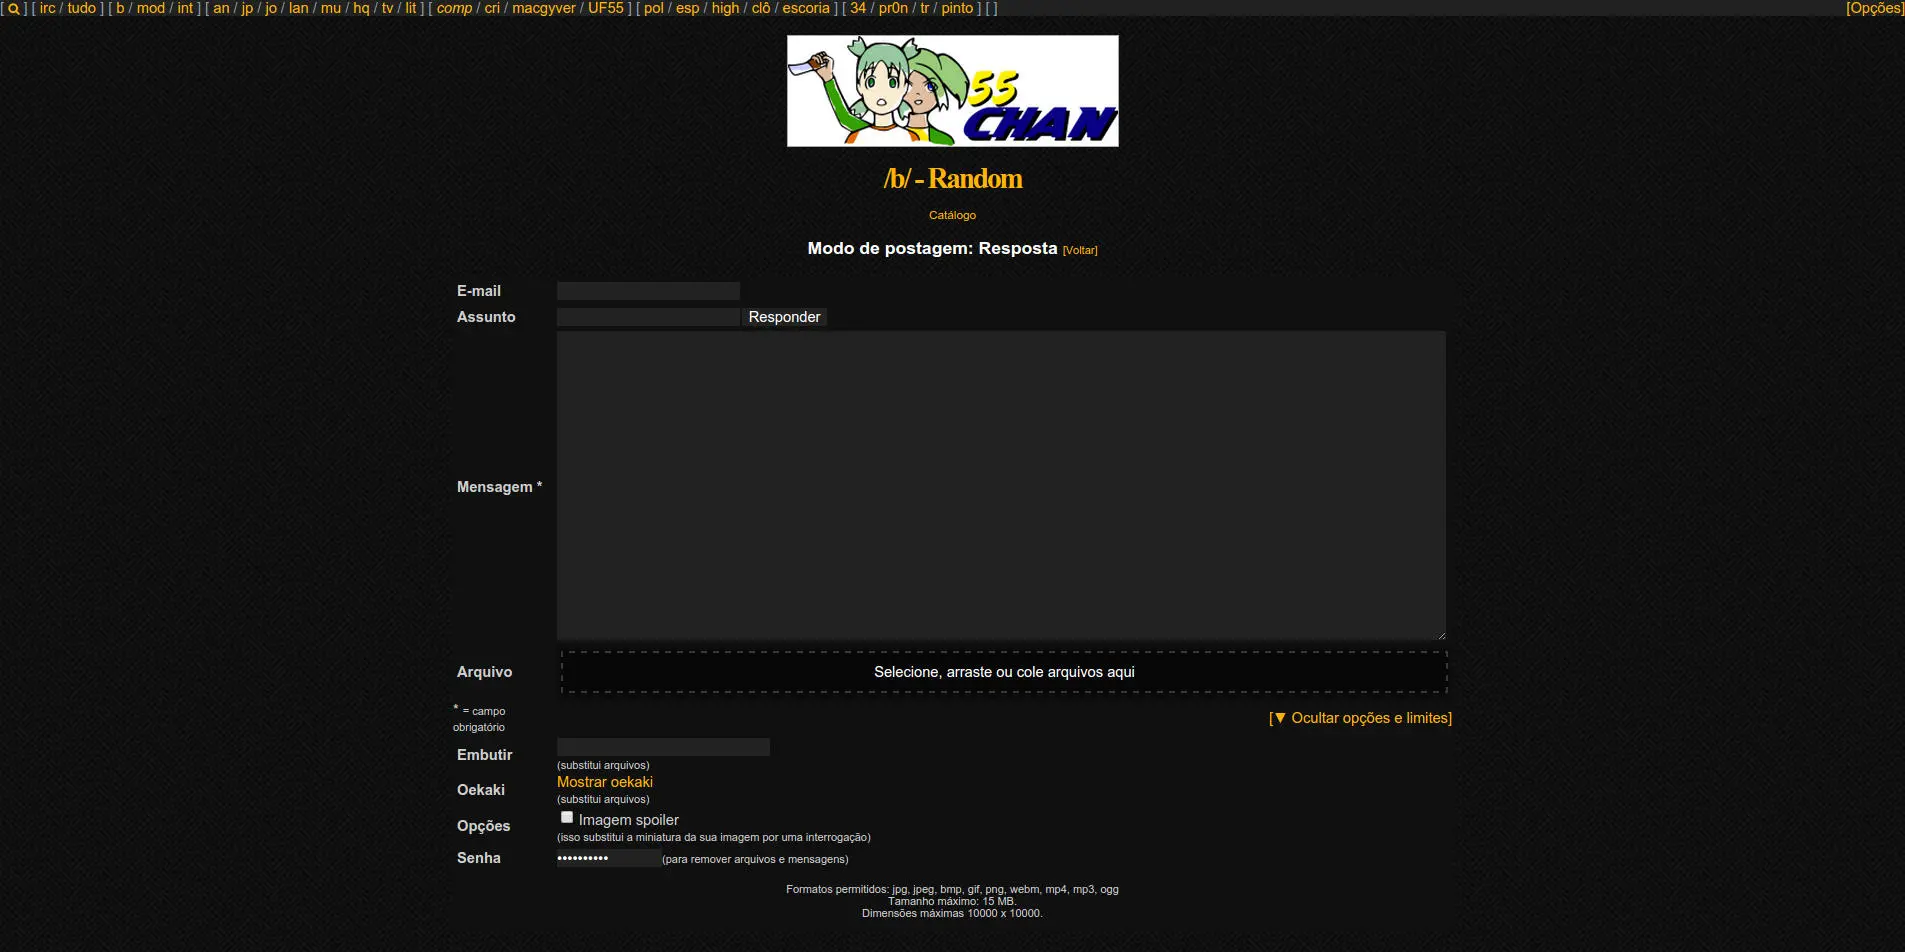 [ ] [ irc / tudo ] [ b / mod / int ] [ an / jp / jo / lan / mu / hq / tv / lit ] [ comp / cri / macgyver / UF55 ] [ pol / esp / high / clô / escoria ] [ 34 / pr0n / tr / pinto ] [ ] [Opções]
55
CHAN
/b/ - Random
Catálogo
Modo de postagem: Resposta [Voltar]
E-mail
Assunto Responder
Mensagem *
Arquivo Selecione, arraste ou cole arquivos aqui
* = campo
obrigatório
[▼ Ocultar opções e limites]
Embutir
(substitui arquivos)
Oekaki Mostrar oekaki
(substitui arquivos)
Opções Imagem spoiler
(isso substitui a miniatura da sua imagem por uma interrogação)
Senha •••••••••• (para remover arquivos e mensagens)
Formatos permitidos: jpg, jpeg, bmp, gif, png, webm, mp4, mp3, ogg
Tamanho máximo: 15 MB.
Dimensões máximas 10000 x 10000.